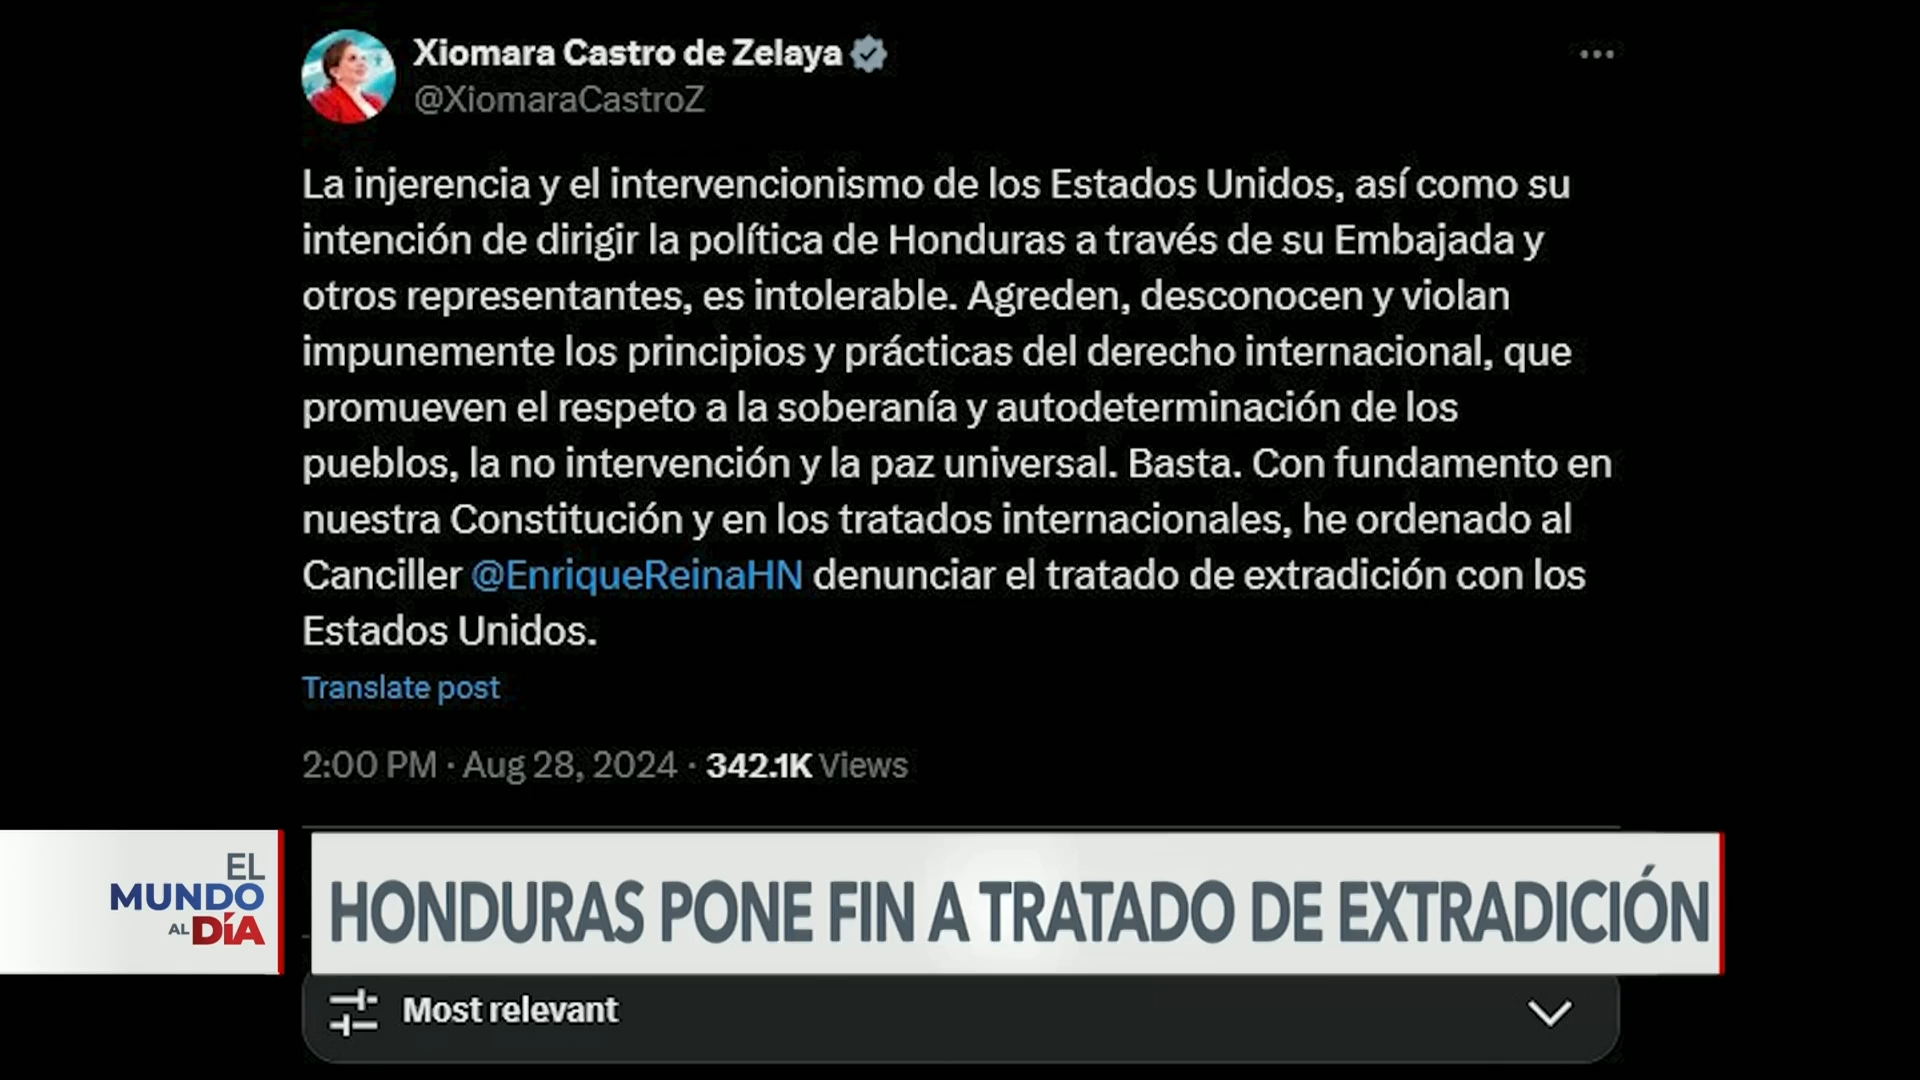 Xiomara Castro de Zelaya
@XiomaraCastroZ
La injerencia y el intervencionismo de los Estados Unidos, así como su
intención de dirigir la política de Honduras a través de su Embajada y
otros representantes, es intolerable. Agreden, desconocen y violan
impunemente los principios y prácticas del derecho internacional, que
promueven el respeto a la soberanía y autodeterminación de los
pueblos, la no intervención y la paz universal. Basta. Con fundamento en
nuestra Constitución y en los tratados internacionales, he ordenado al
Canciller @EnriqueReinaHN denunciar el tratado de extradición con los
Estados Unidos.
Translate post
2:00 PM · Aug 28, 2024 · 342.1K Views
EL
MUNDO
AL DÍA
HONDURAS PONE FIN A TRATADO DE EXTRADICIÓN
Most relevant